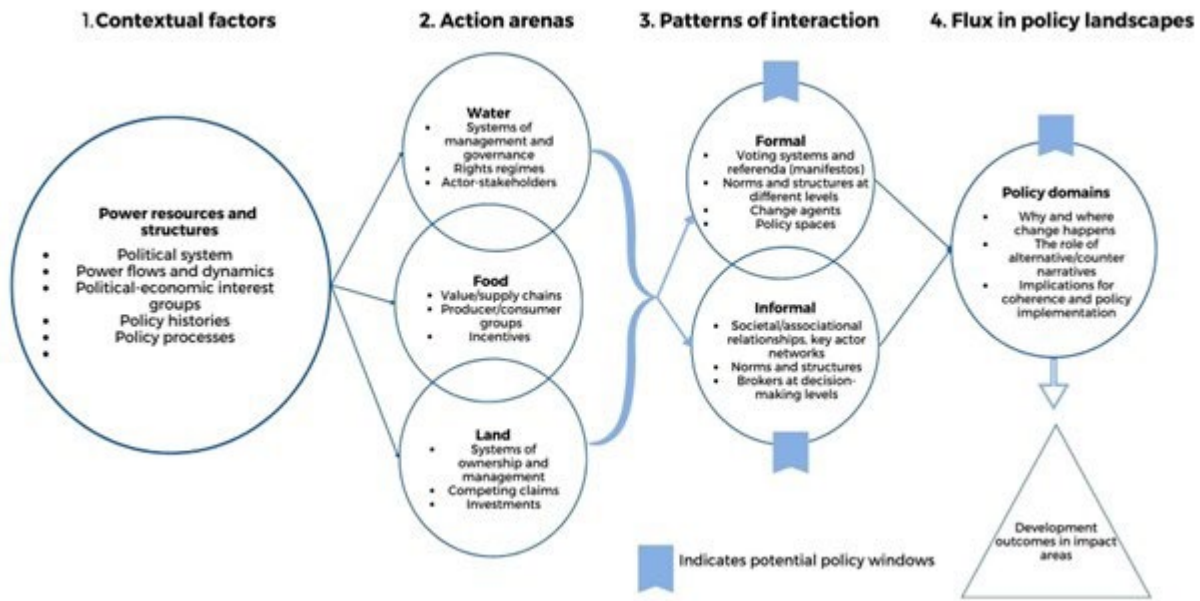 1. Contextual factors
2. Action arenas
3. Patterns of interaction
4. Flux in policy landscapes
Power resources and
structures
• Political system
• Power flows and dynamics
• Political-economic interest
groups
• Policy histories
• Policy processes
•
Water
• Systems of
management and
governance
• Rights regimes
• Actor-stakeholders
Food
• Value/supply chains
• Producer/consumer
groups
• Incentives
Land
• Systems of
ownership and
management
• Competing claims
• Investments
Formal
• Voting systems and
referenda (manifestos)
• Norms and structures at
different levels
• Change agents
• Policy spaces
Informal
• Societal/associational
relationships, key actor
networks
• Norms and structures
• Brokers at decision-
making levels
Policy domains
• Why and where
change happens
• The role of
alternative/counter
narratives
• Implications for
coherence and policy
implementation
Development
outcomes in impact
areas
Indicates potential policy windows